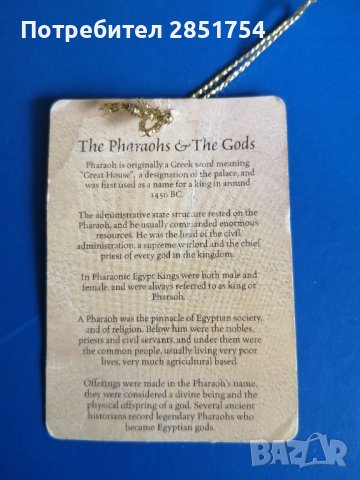 Потребител 2851754
The Pharaohs & The Gods
Pharaoh is originally a Greek word meaning
"Great House", a designation of the palace, and
was first used as a name for a king in around
1450 BC.
The administrative state structure rested on the
Pharaoh, and he usually commanded enormous
resources. He was the head of the civil
administration, a supreme warlord and the chief
priest of every god in the kingdom.
In Pharaonic Egypt Kings were both male and
female, and were always referred to as king or
Pharaoh.
A Pharaoh was the pinnacle of Egyptian society,
and of religion. Below him were the nobles,
priests and civil servants, and under them were
the common people, usually living very poor
lives, very much agricultural based.
Offerings were made in the Pharaoh's name,
they were considered a divine being and the
physical offspring of a god. Several ancient
historians record legendary Pharaohs who
became Egyptian gods.
BAZAR